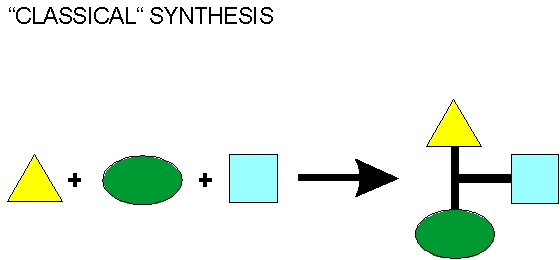 “CLASSICAL“ SYNTHESIS
+ +